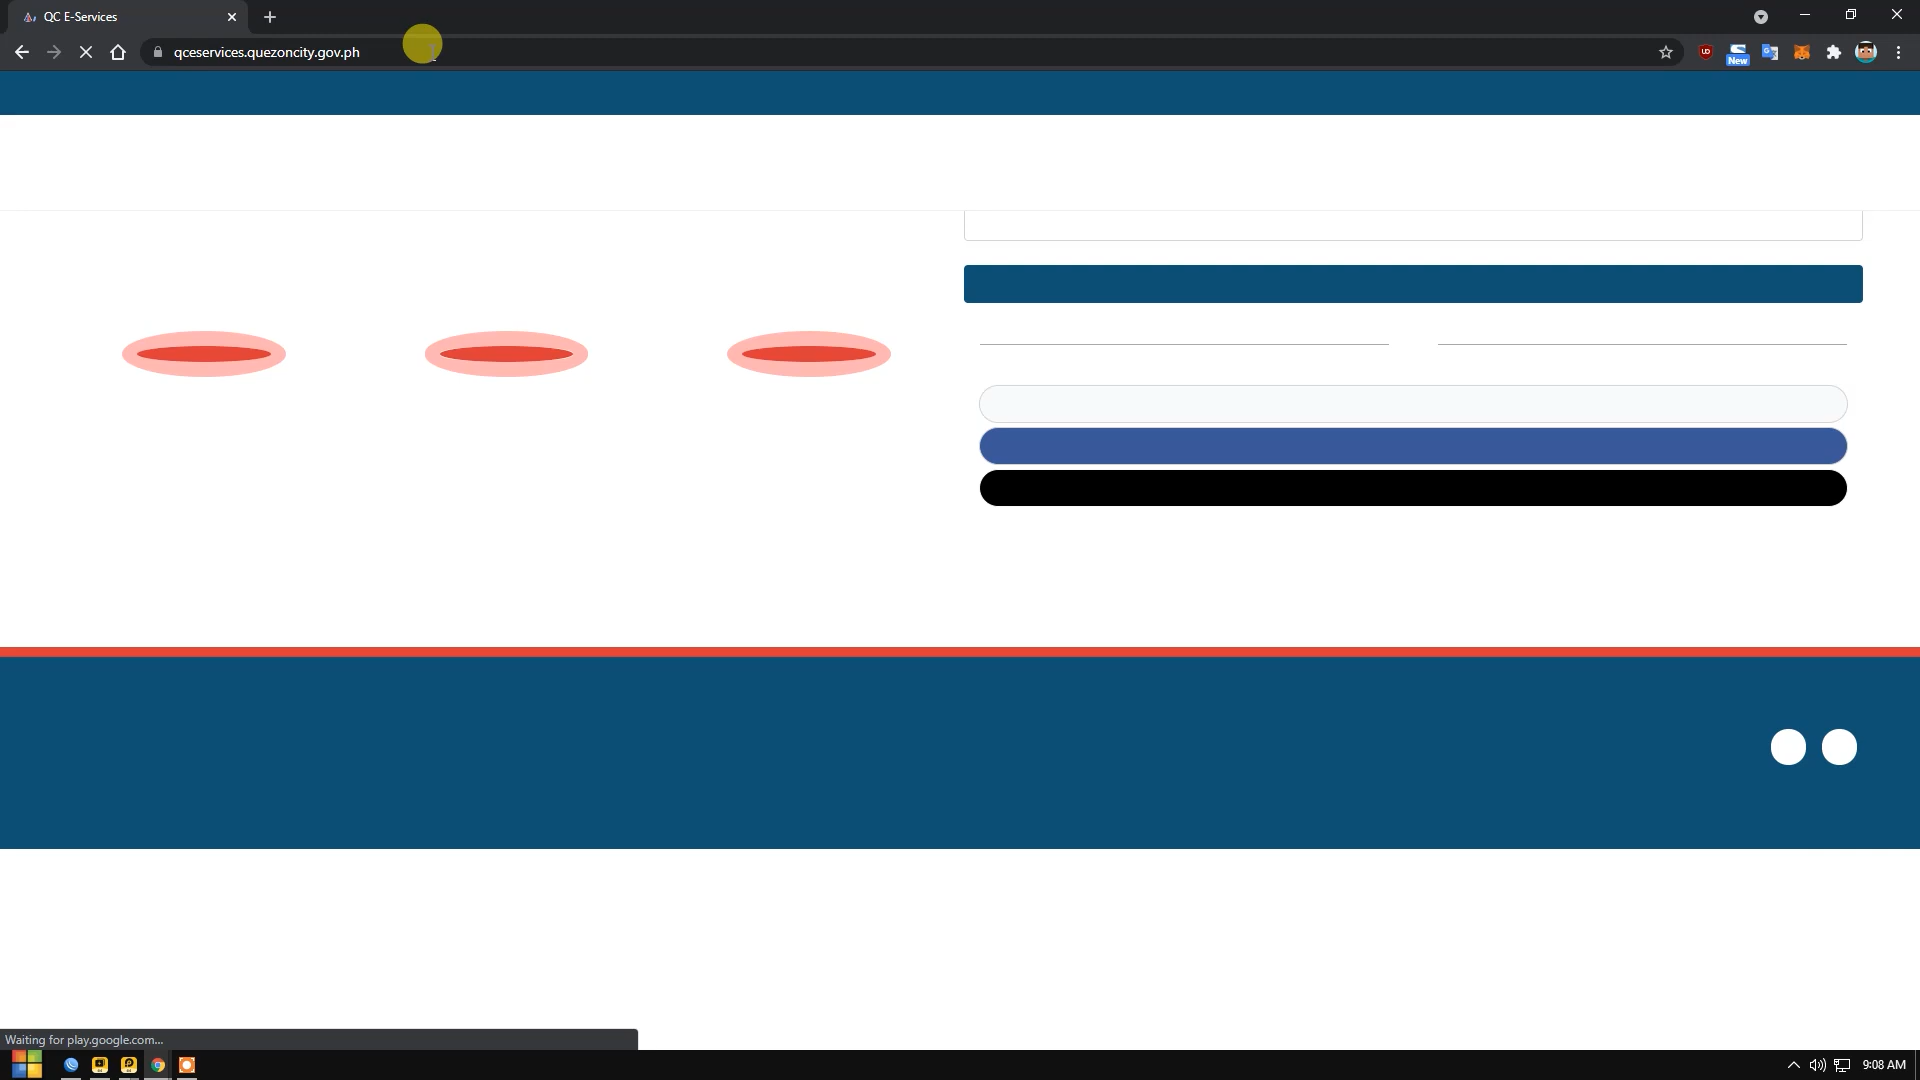 QC E-Services
qceservices.quezoncity.gov.ph
New
Waiting for play.google.com...
9:08 AM